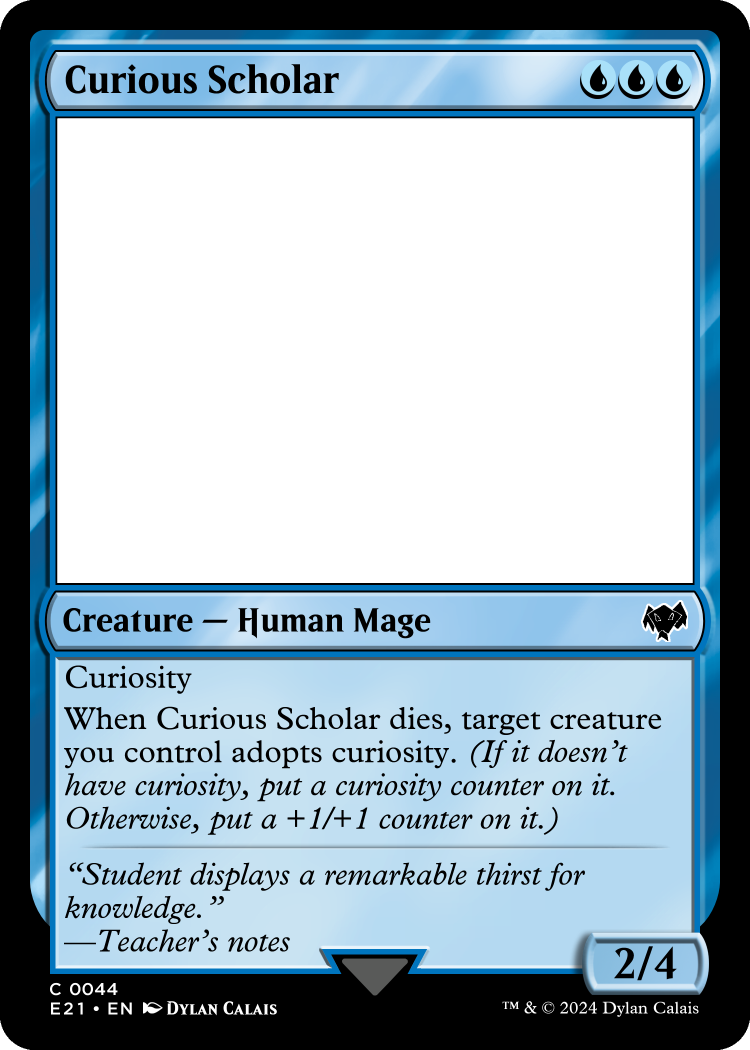 Curious Scholar
Creature — Human Mage
Curiosity
When Curious Scholar dies, target creature
you control adopts curiosity. (If it doesn't
have curiosity, put a curiosity counter on it.
Otherwise, put a +1/+1 counter on it.)
“Student displays a remarkable thirst for
knowledge.”
—Teacher's notes
2/4
C 0044
E21 • EN Dylan Calais
™ & © 2024 Dylan Calais